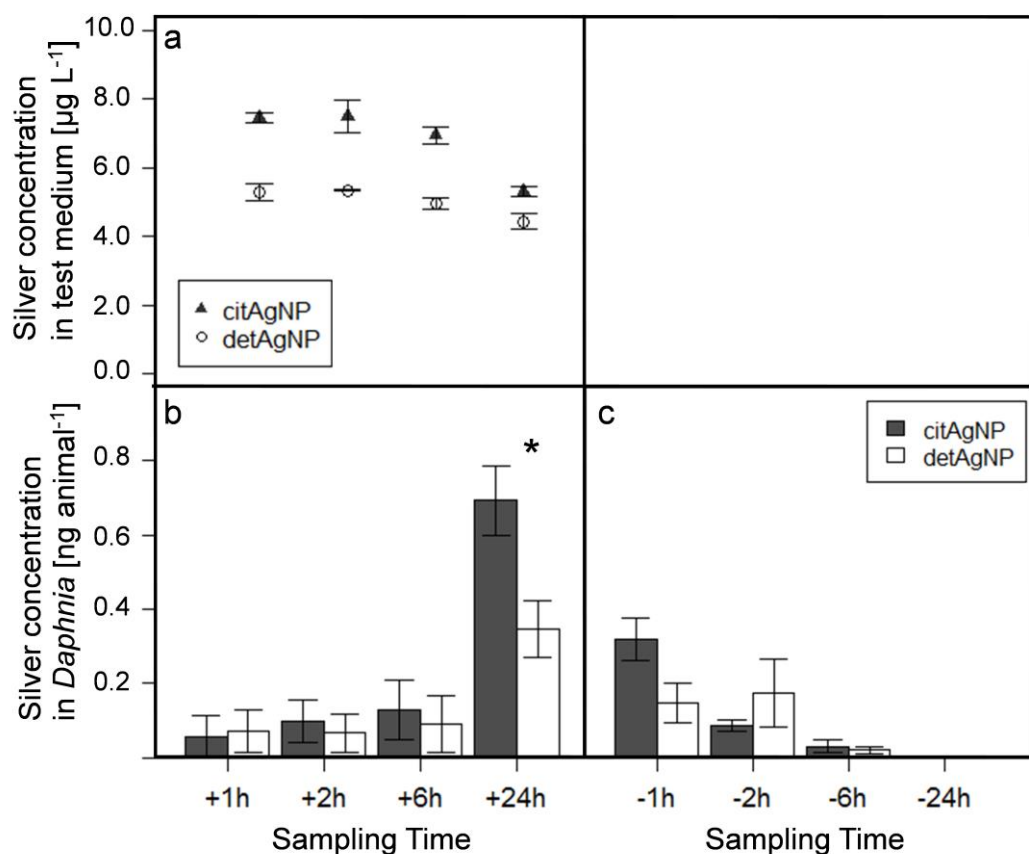 a
Silver concentration
in test medium [µg L-1]
10.0
8.0
6.0
4.0
2.0
0.0
citAgNP
detAgNP
b
Silver concentration
in Daphnia [ng animal-1]
0.8
0.6
0.4
0.2
*
c
citAgNP
detAgNP
+1h +2h +6h +24h
-1h -2h -6h -24h
Sampling Time
Sampling Time